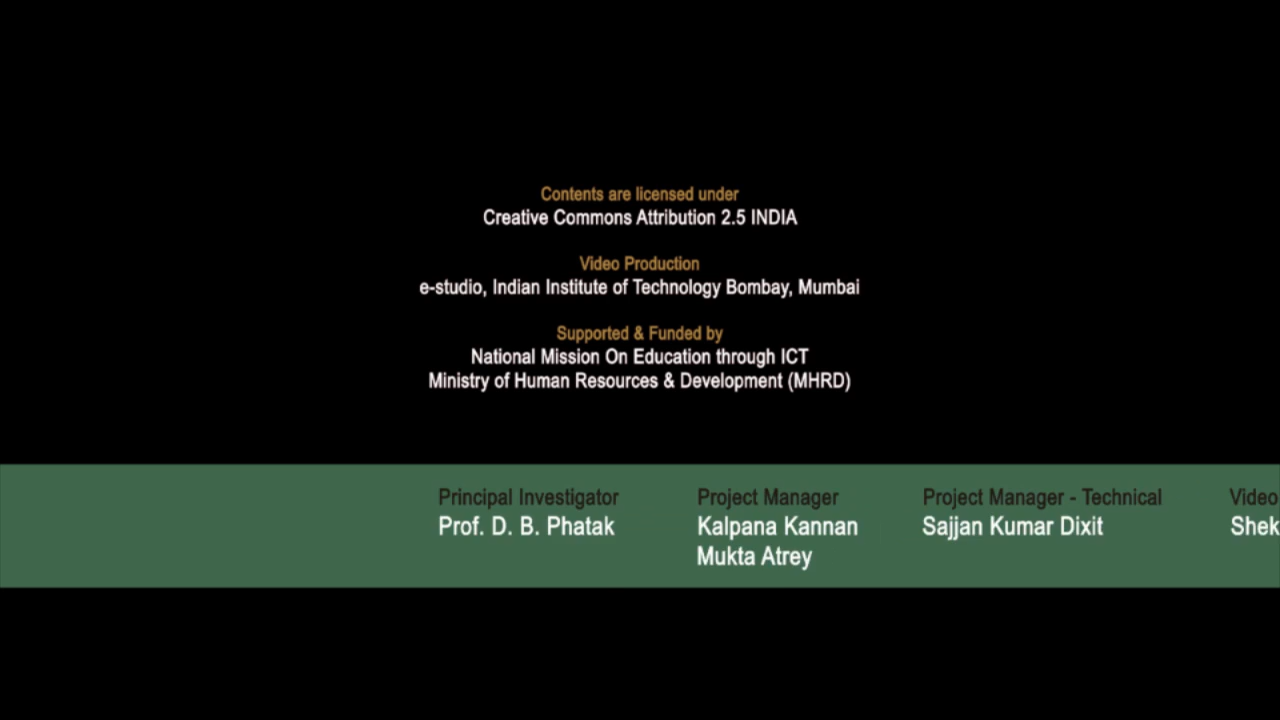 Contents are licensed under
Creative Commons Attribution 2.5 INDIA
Video Production
e-studio, Indian Institute of Technology Bombay, Mumbai
Supported & Funded by
National Mission On Education through ICT
Ministry of Human Resources & Development (MHRD)
Principal Investigator
Prof. D. B. Phatak
Project Manager
Kalpana Kannan
Mukta Atrey
Project Manager - Technical
Sajjan Kumar Dixit
Video